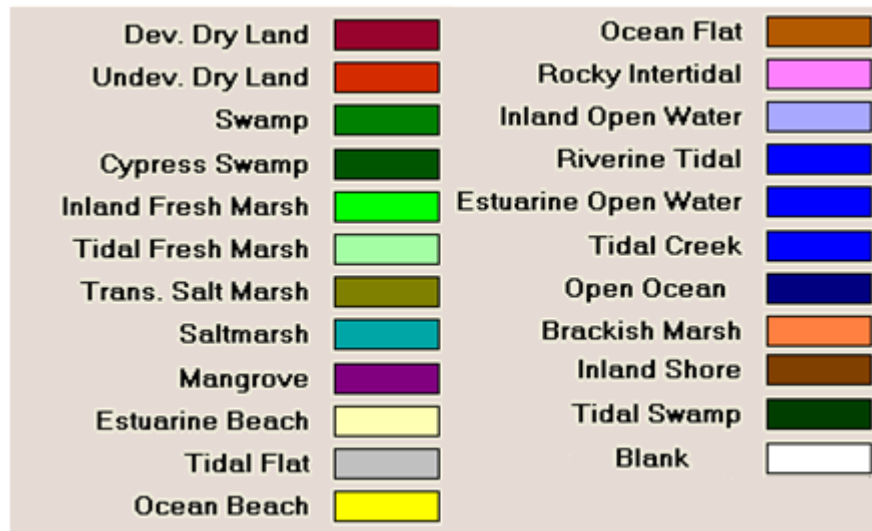 Dev. Dry Land
Undev. Dry Land
Swamp
Cypress Swamp
Inland Fresh Marsh
Tidal Fresh Marsh
Trans. Salt Marsh
Saltmarsh
Mangrove
Estuarine Beach
Tidal Flat
Ocean Beach
Ocean Flat
Rocky Intertidal
Inland Open Water
Riverine Tidal
Estuarine Open Water
Tidal Creek
Open Ocean
Brackish Marsh
Inland Shore
Tidal Swamp
Blank